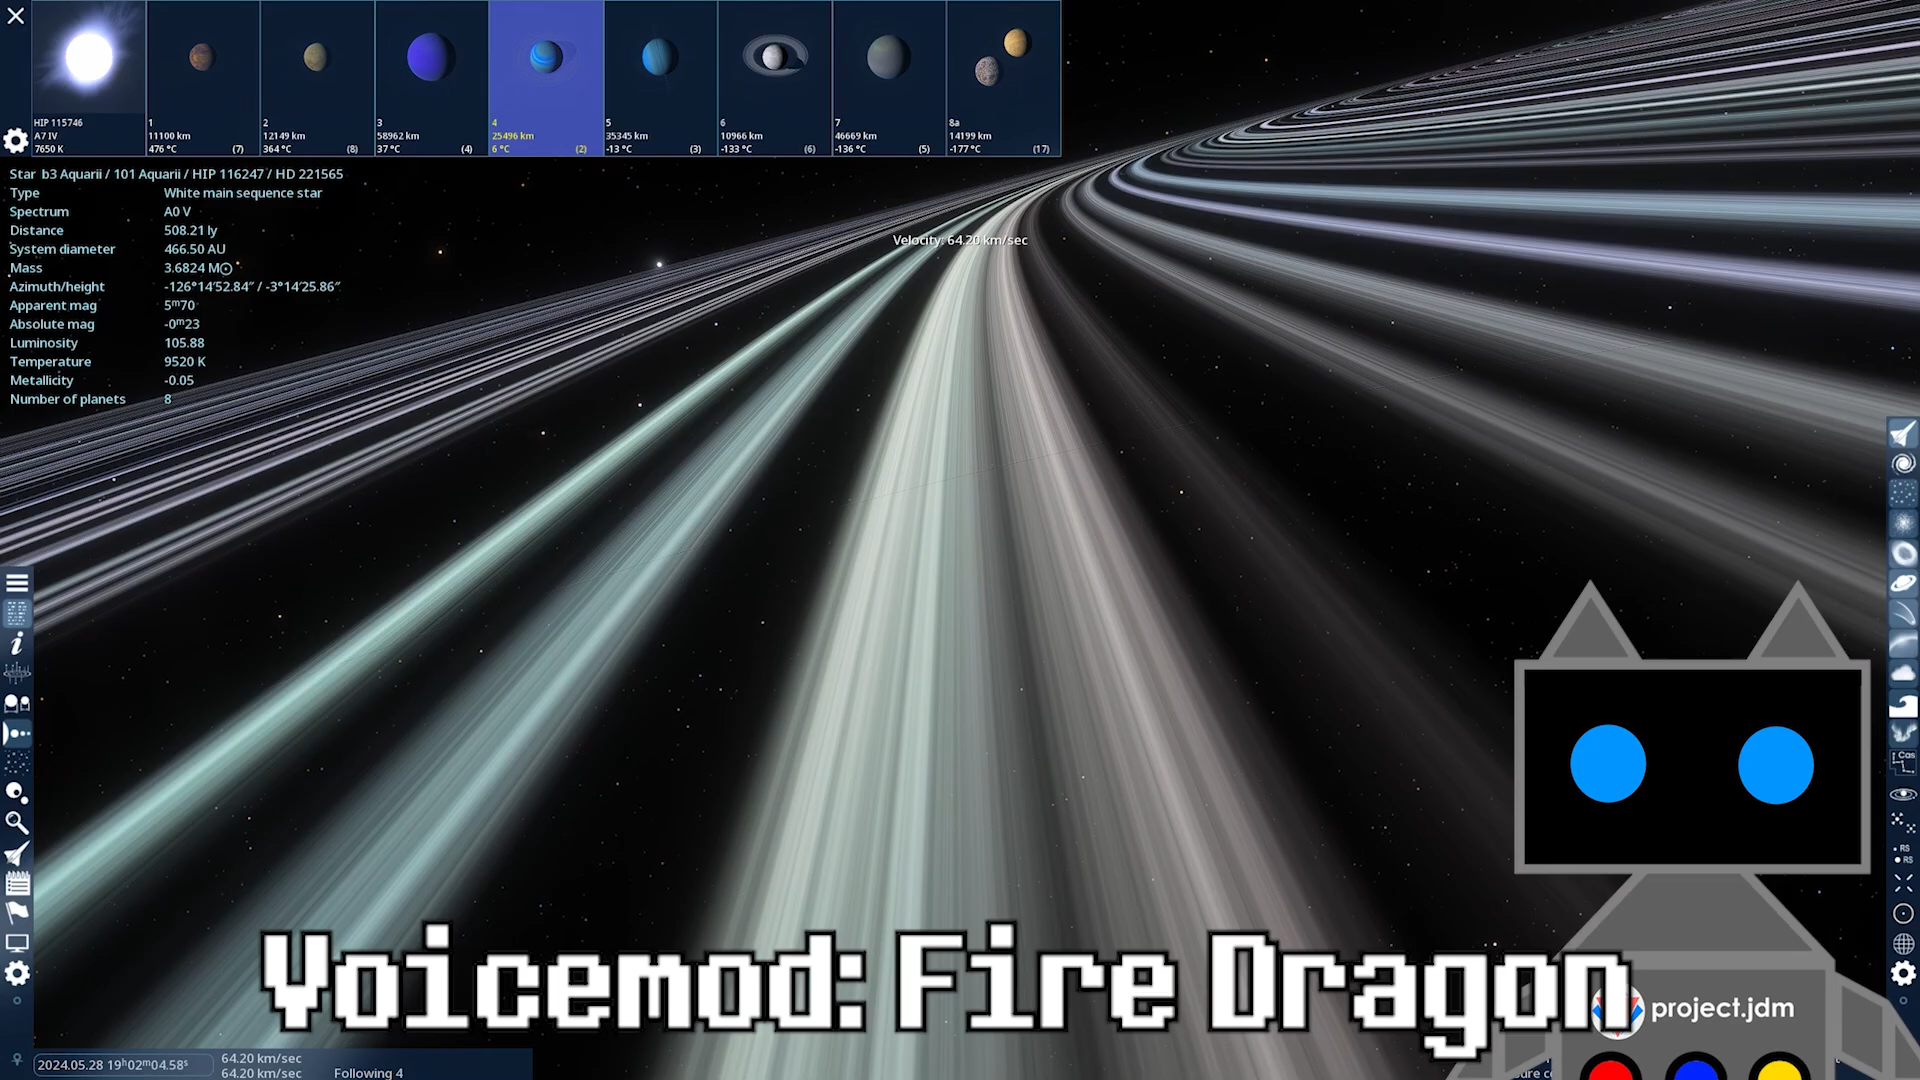 HIP 115746
A7 IV
7650 K
1
11100 km
476 °C (7)
2
12149 km
364 °C (8)
3
58962 km
37 °C (4)
4
25496 km
6 °C (2)
5
35345 km
-13 °C (3)
6
10966 km
-133 °C (6)
7
46669 km
-136 °C (5)
8a
14199 km
-177 °C (17)
Star b3 Aquarii / 101 Aquarii / HIP 116247 / HD 221565
Type White main sequence star
Spectrum A0 V
Distance 508.21 ly
System diameter 466.50 AU
Mass 3.6824 M☉
Azimuth/height -126°14′52.84″ / -3°14′25.86″
Apparent mag 5ᵐ70
Absolute mag -0ᵐ23
Luminosity 105.88
Temperature 9520 K
Metallicity -0.05
Number of planets 8
Velocity: 64.20 km/sec
Cas
RS
RS
Voicemod: Fire Dragon
project.jdm
2024.05.28 19ʰ02ᵐ04.58ˢ
64.20 km/sec
64.20 km/sec Following 4